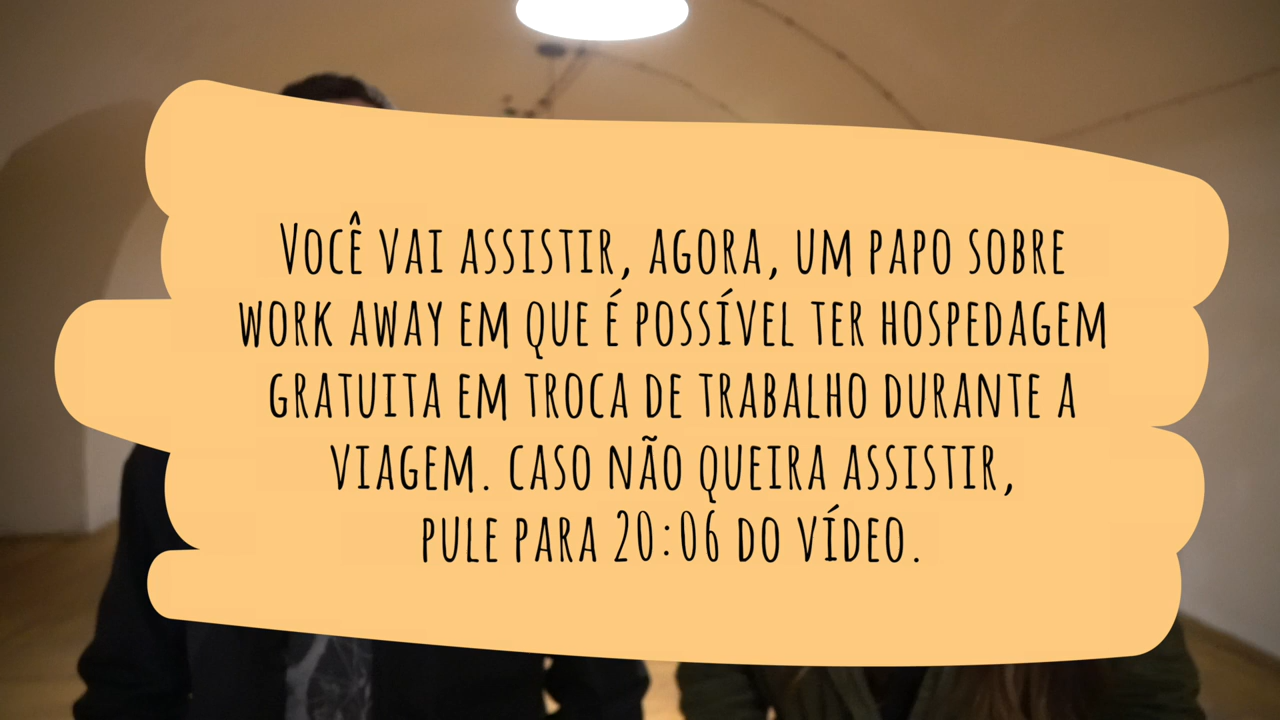 Você vai assistir, agora, um papo sobre
work away em que é possível ter hospedagem
gratuita em troca de trabalho durante a
viagem. caso não queira assistir,
pule para 20:06 do vídeo.